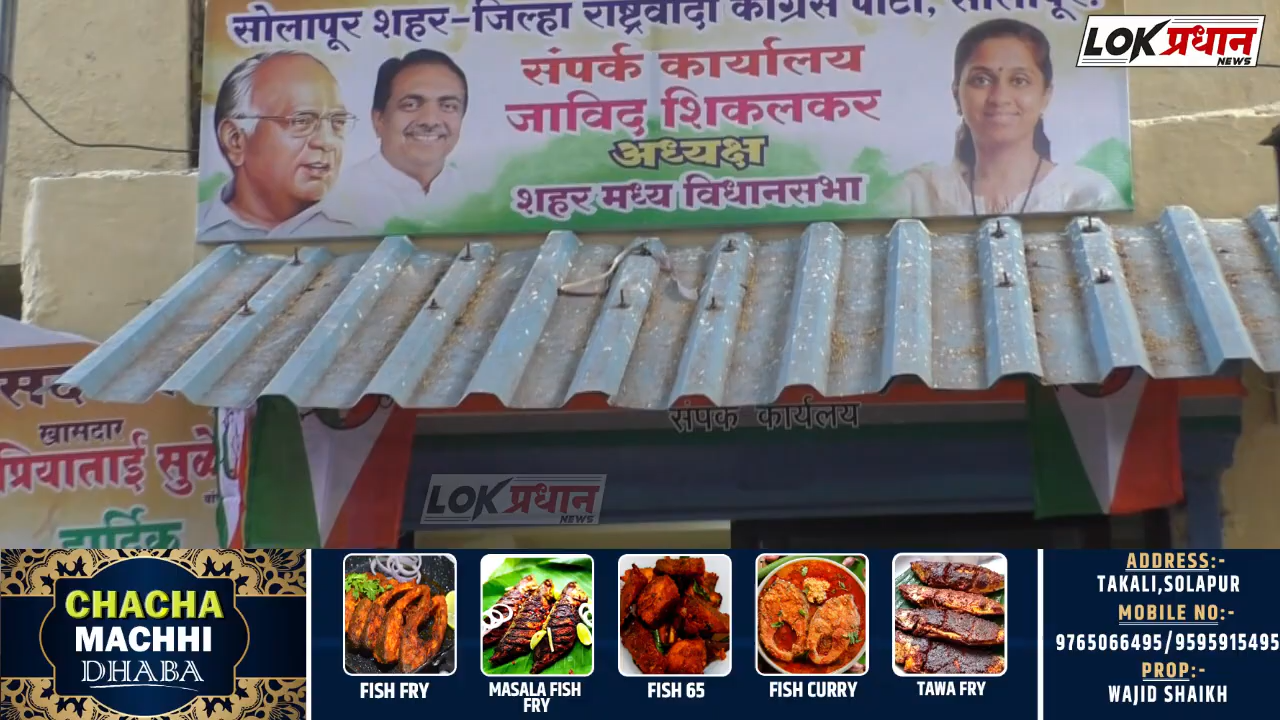 सोलापूर शहर-जिल्हा राष्ट्रवादी काँग्रेस पार्टी, सोलापूर.
संपर्क कार्यालय
जाविद शिकलकर
अध्यक्ष
शहर मध्य विधानसभा
LOK प्रधान
NEWS
संपर्क कार्यलय
खासदार
प्रियाताई सुळे
हार्दिक
LOK प्रधान
NEWS
CHACHA
MACHHI
DHABA
FISH FRY
MASALA FISH
FRY
FISH 65
FISH CURRY
TAWA FRY
ADDRESS:-
TAKALI,SOLAPUR
MOBILE NO:-
9765066495/9595915495
PROP:-
WAJID SHAIKH